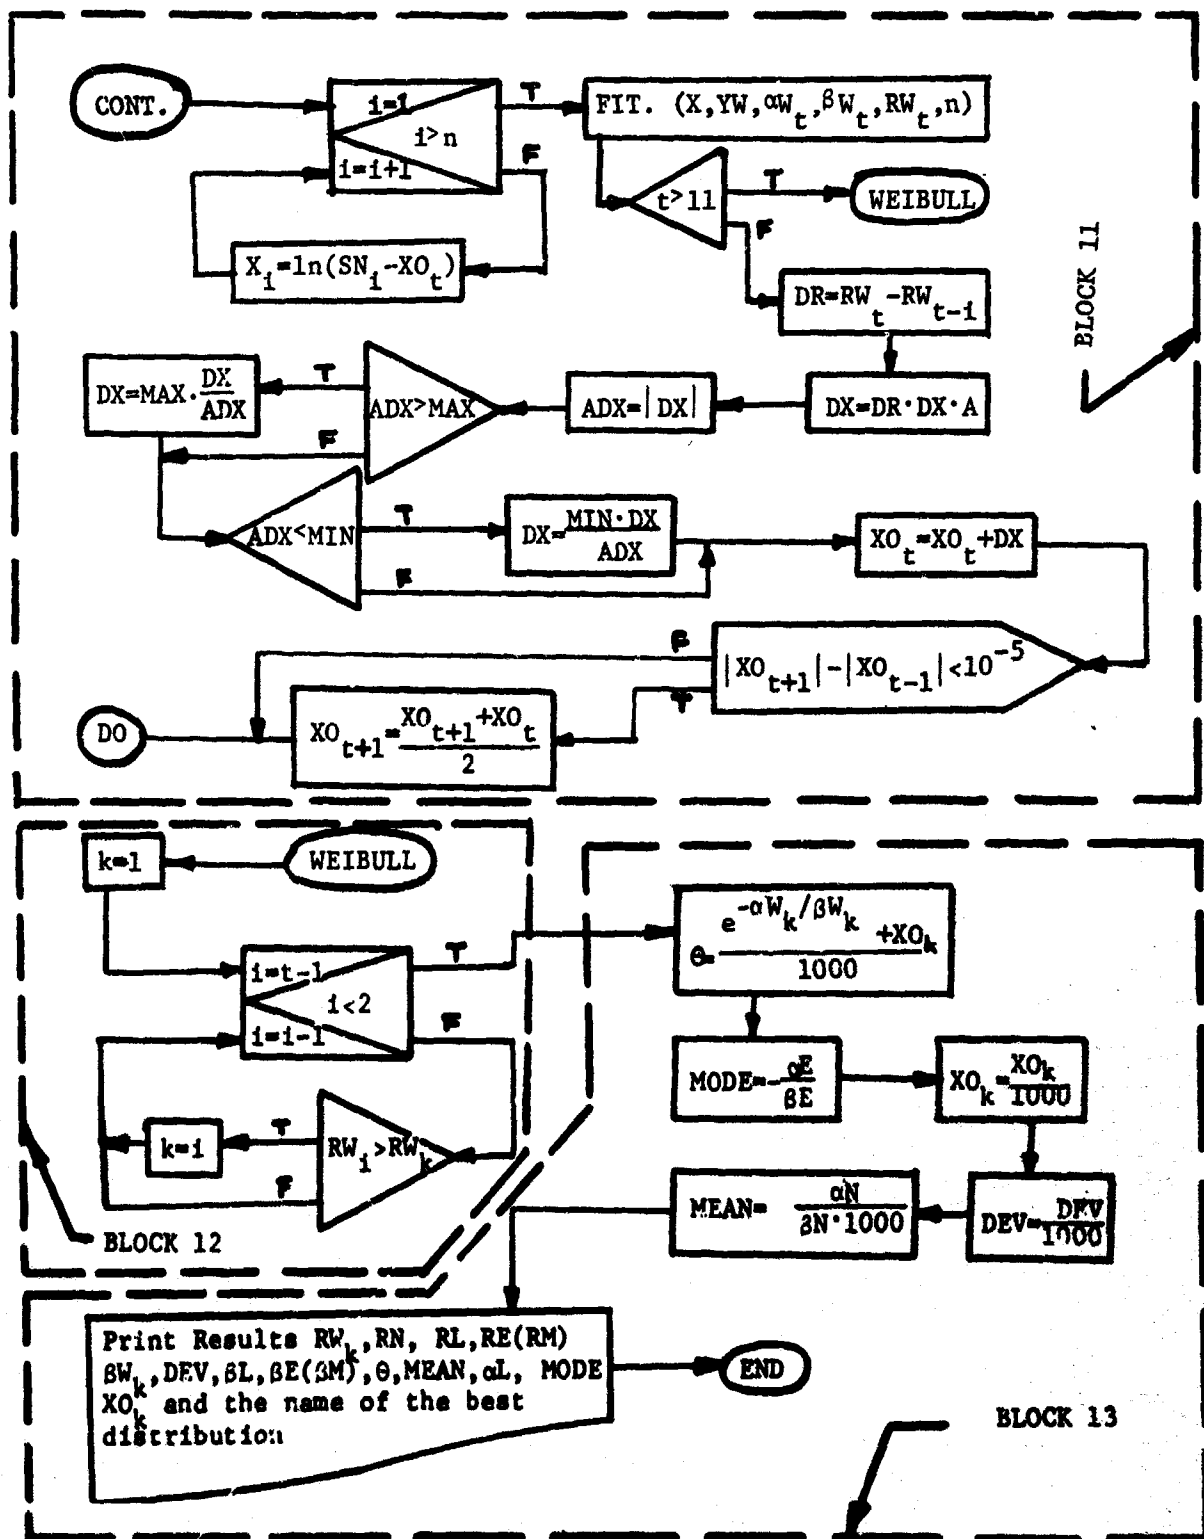 CONT.
i=1
i>n
i=i+1
T
F
FIT. (X,YW,αW_t,βW_t,RW_t,n)
t>11
T
F
WEIBULL
X_i=ln(SN_i-XO_t)
DR=RW_t-RW_t-i
BLOCK 11
DX=DR·DX·A
ADX=|DX|
ADX>MAX
T
F
DX=MAX·DX/ADX
ADX<MIN
T
F
DX=MIN·DX/ADX
XO_t=XO_t+DX
|XO_t+1|-|XO_t-1|<10^-5
F
T
XO_t+1=XO_t+1+XO_t/2
DO
WEIBULL
k=1
i=t-1
i<2
i=i-1
T
F
RW_i>RW_k
T
F
k=i
BLOCK 12
θ=e^-αW_k/βW_k+XO_k/1000
MODE=-αE/βE
XO_k=XO_k/1000
DEV=DEV/1000
MEAN= αN/βN·1000
Print Results RW_k,RN, RL,RE(RM)
βW_k,DEV,βL,βE(βM),θ,MEAN,αL, MODE
XO_k and the name of the best
distribution
END
BLOCK 13